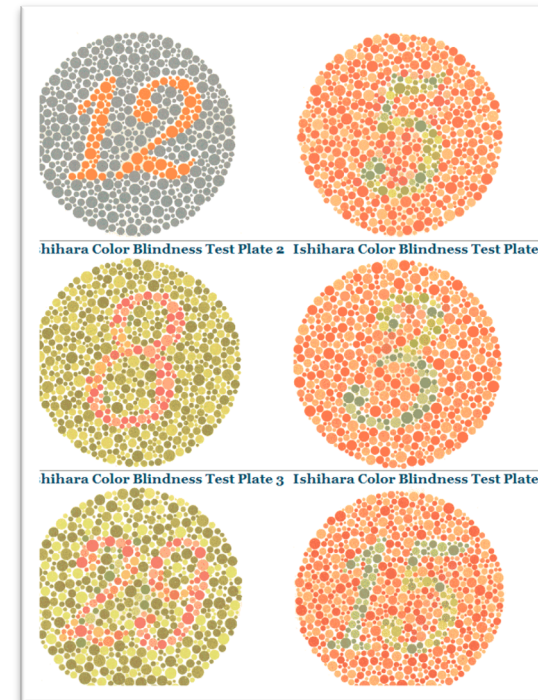 12
5
shihara Color Blindness Test Plate 2
Ishihara Color Blindness Test Plate
8
3
shihara Color Blindness Test Plate 3
Ishihara Color Blindness Test Plate
29
15